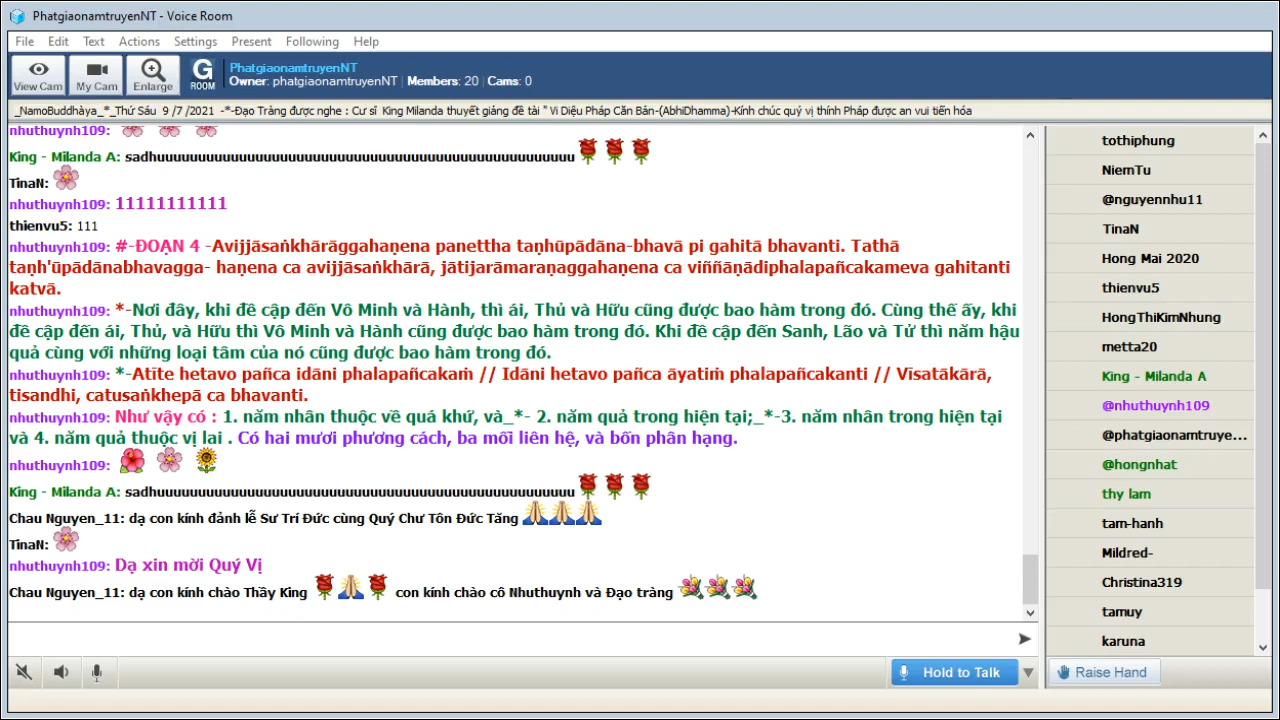 PhatgiaonamtruyenNT - Voice Room
File Edit Text Actions Settings Present Following Help
View Cam My Cam Enlarge G ROOM
PhatgiaonamtruyenNT
Owner: phatgiaonamtruyenNT | Members: 20 | Cams: 0
_NamoBuddhàya_*_Thứ Sáu 9 /7 /2021 -*-Đạo Tràng được nghe : Cư sĩ King Milanda thuyết giảng đề tài " Vi Diệu Pháp Căn Bản-(AbhiDhamma)-Kính chúc quý vị thính Pháp được an vui tiến hóa
nhuthuynh109:
King - Milanda A: sadhuuuuuuuuuuuuuuuuuuuuuuuuuuuuuuuuuuuuuuuuuuuuuuuuuuu
TinaN:
nhuthuynh109: 11111111111
thienvu5: 111
nhuthuynh109: #-ĐOẠN 4 -Avijjāsaṅkhārāggahaṇena panettha taṇhūpādāna-bhavā pi gahitā bhavanti. Tathā
taṇh'ūpādānabhavagga- haṇena ca avijjāsaṅkhārā, jātijarāmaraṇaggahaṇena ca viññāṇādiphalapañcakameva gahitanti
katvā.
nhuthuynh109: *-Nơi đây, khi đề cập đến Vô Minh và Hành, thì ái, Thủ và Hữu cũng được bao hàm trong đó. Cùng thế ấy, khi
đề cập đến ái, Thủ, và Hữu thì Vô Minh và Hành cũng được bao hàm trong đó. Khi đề cập đến Sanh, Lão và Tử thì năm hậu
quả cùng với những loại tâm của nó cũng được bao hàm trong đó.
nhuthuynh109: *-Atīte hetavo pañca idāni phalapañcakaṁ // Idāni hetavo pañca āyatiṁ phalapañcakanti // Vīsatākārā,
tisandhi, catusaṅkhepā ca bhavanti.
nhuthuynh109: Như vậy có : 1. năm nhân thuộc về quá khứ, và_*- 2. năm quả trong hiện tại;_*-3. năm nhân trong hiện tại
và 4. năm quả thuộc vị lai . Có hai mươi phương cách, ba mối liên hệ, và bốn phân hạng.
nhuthuynh109:
King - Milanda A: sadhuuuuuuuuuuuuuuuuuuuuuuuuuuuuuuuuuuuuuuuuuuuuuuuuuuu
Chau Nguyen_11: dạ con kính đảnh lễ Sư Trí Đức cùng Quý Chư Tôn Đức Tăng
TinaN:
nhuthuynh109: Dạ xin mời Quý Vị
Chau Nguyen_11: dạ con kính chào Thầy King con kính chào cô Nhuthuynh và Đạo tràng
tothiphung
NiemTu
@nguyennhu11
TinaN
Hong Mai 2020
thienvu5
HongThiKimNhung
metta20
King - Milanda A
@nhuthuynh109
@phatgiaonamtruye...
@hongnhat
thy lam
tam-hanh
Mildred-
Christina319
tamuy
karuna
Hold to Talk
Raise Hand